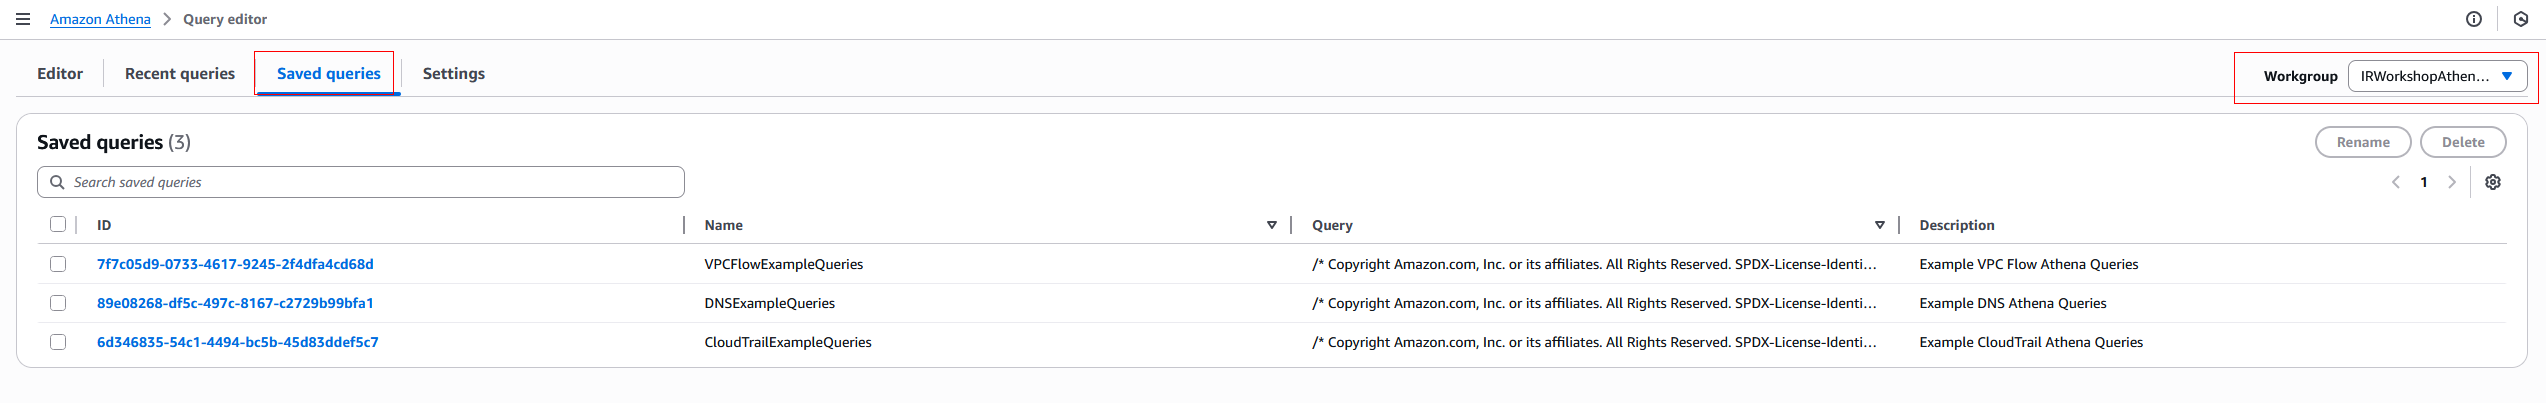 Amazon Athena > Query editor
Editor Recent queries Saved queries Settings Workgroup IRWorkshopAthen...
Saved queries (3) Rename Delete
Search saved queries 1
ID Name Query Description
7f7c05d9-0733-4617-9245-2f4dfa4cd68d VPCFlowExampleQueries /* Copyright Amazon.com, Inc. or its affiliates. All Rights Reserved. SPDX-License-Identi... Example VPC Flow Athena Queries
89e08268-df5c-497c-8167-c2729b99bfa1 DNSExampleQueries /* Copyright Amazon.com, Inc. or its affiliates. All Rights Reserved. SPDX-License-Identi... Example DNS Athena Queries
6d346835-54c1-4494-bc5b-45d83ddef5c7 CloudTrailExampleQueries /* Copyright Amazon.com, Inc. or its affiliates. All Rights Reserved. SPDX-License-Identi... Example CloudTrail Athena Queries